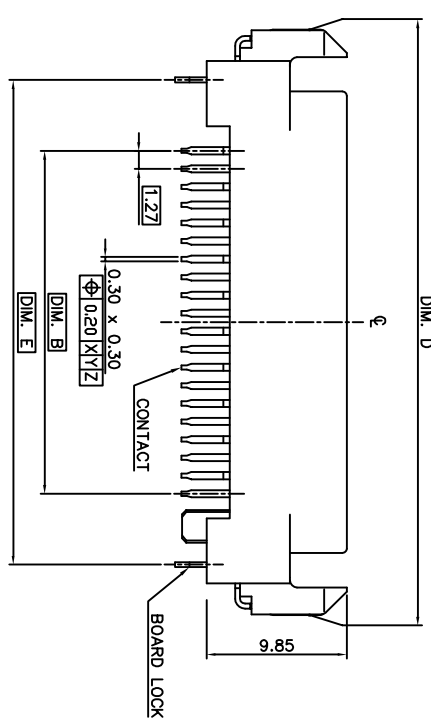 DIM. D
℄
9.85
1.27
0.30 x 0.30
⌖ 0.20 X Y Z
CONTACT
DIM. B
DIM. E
BOARD LOCK